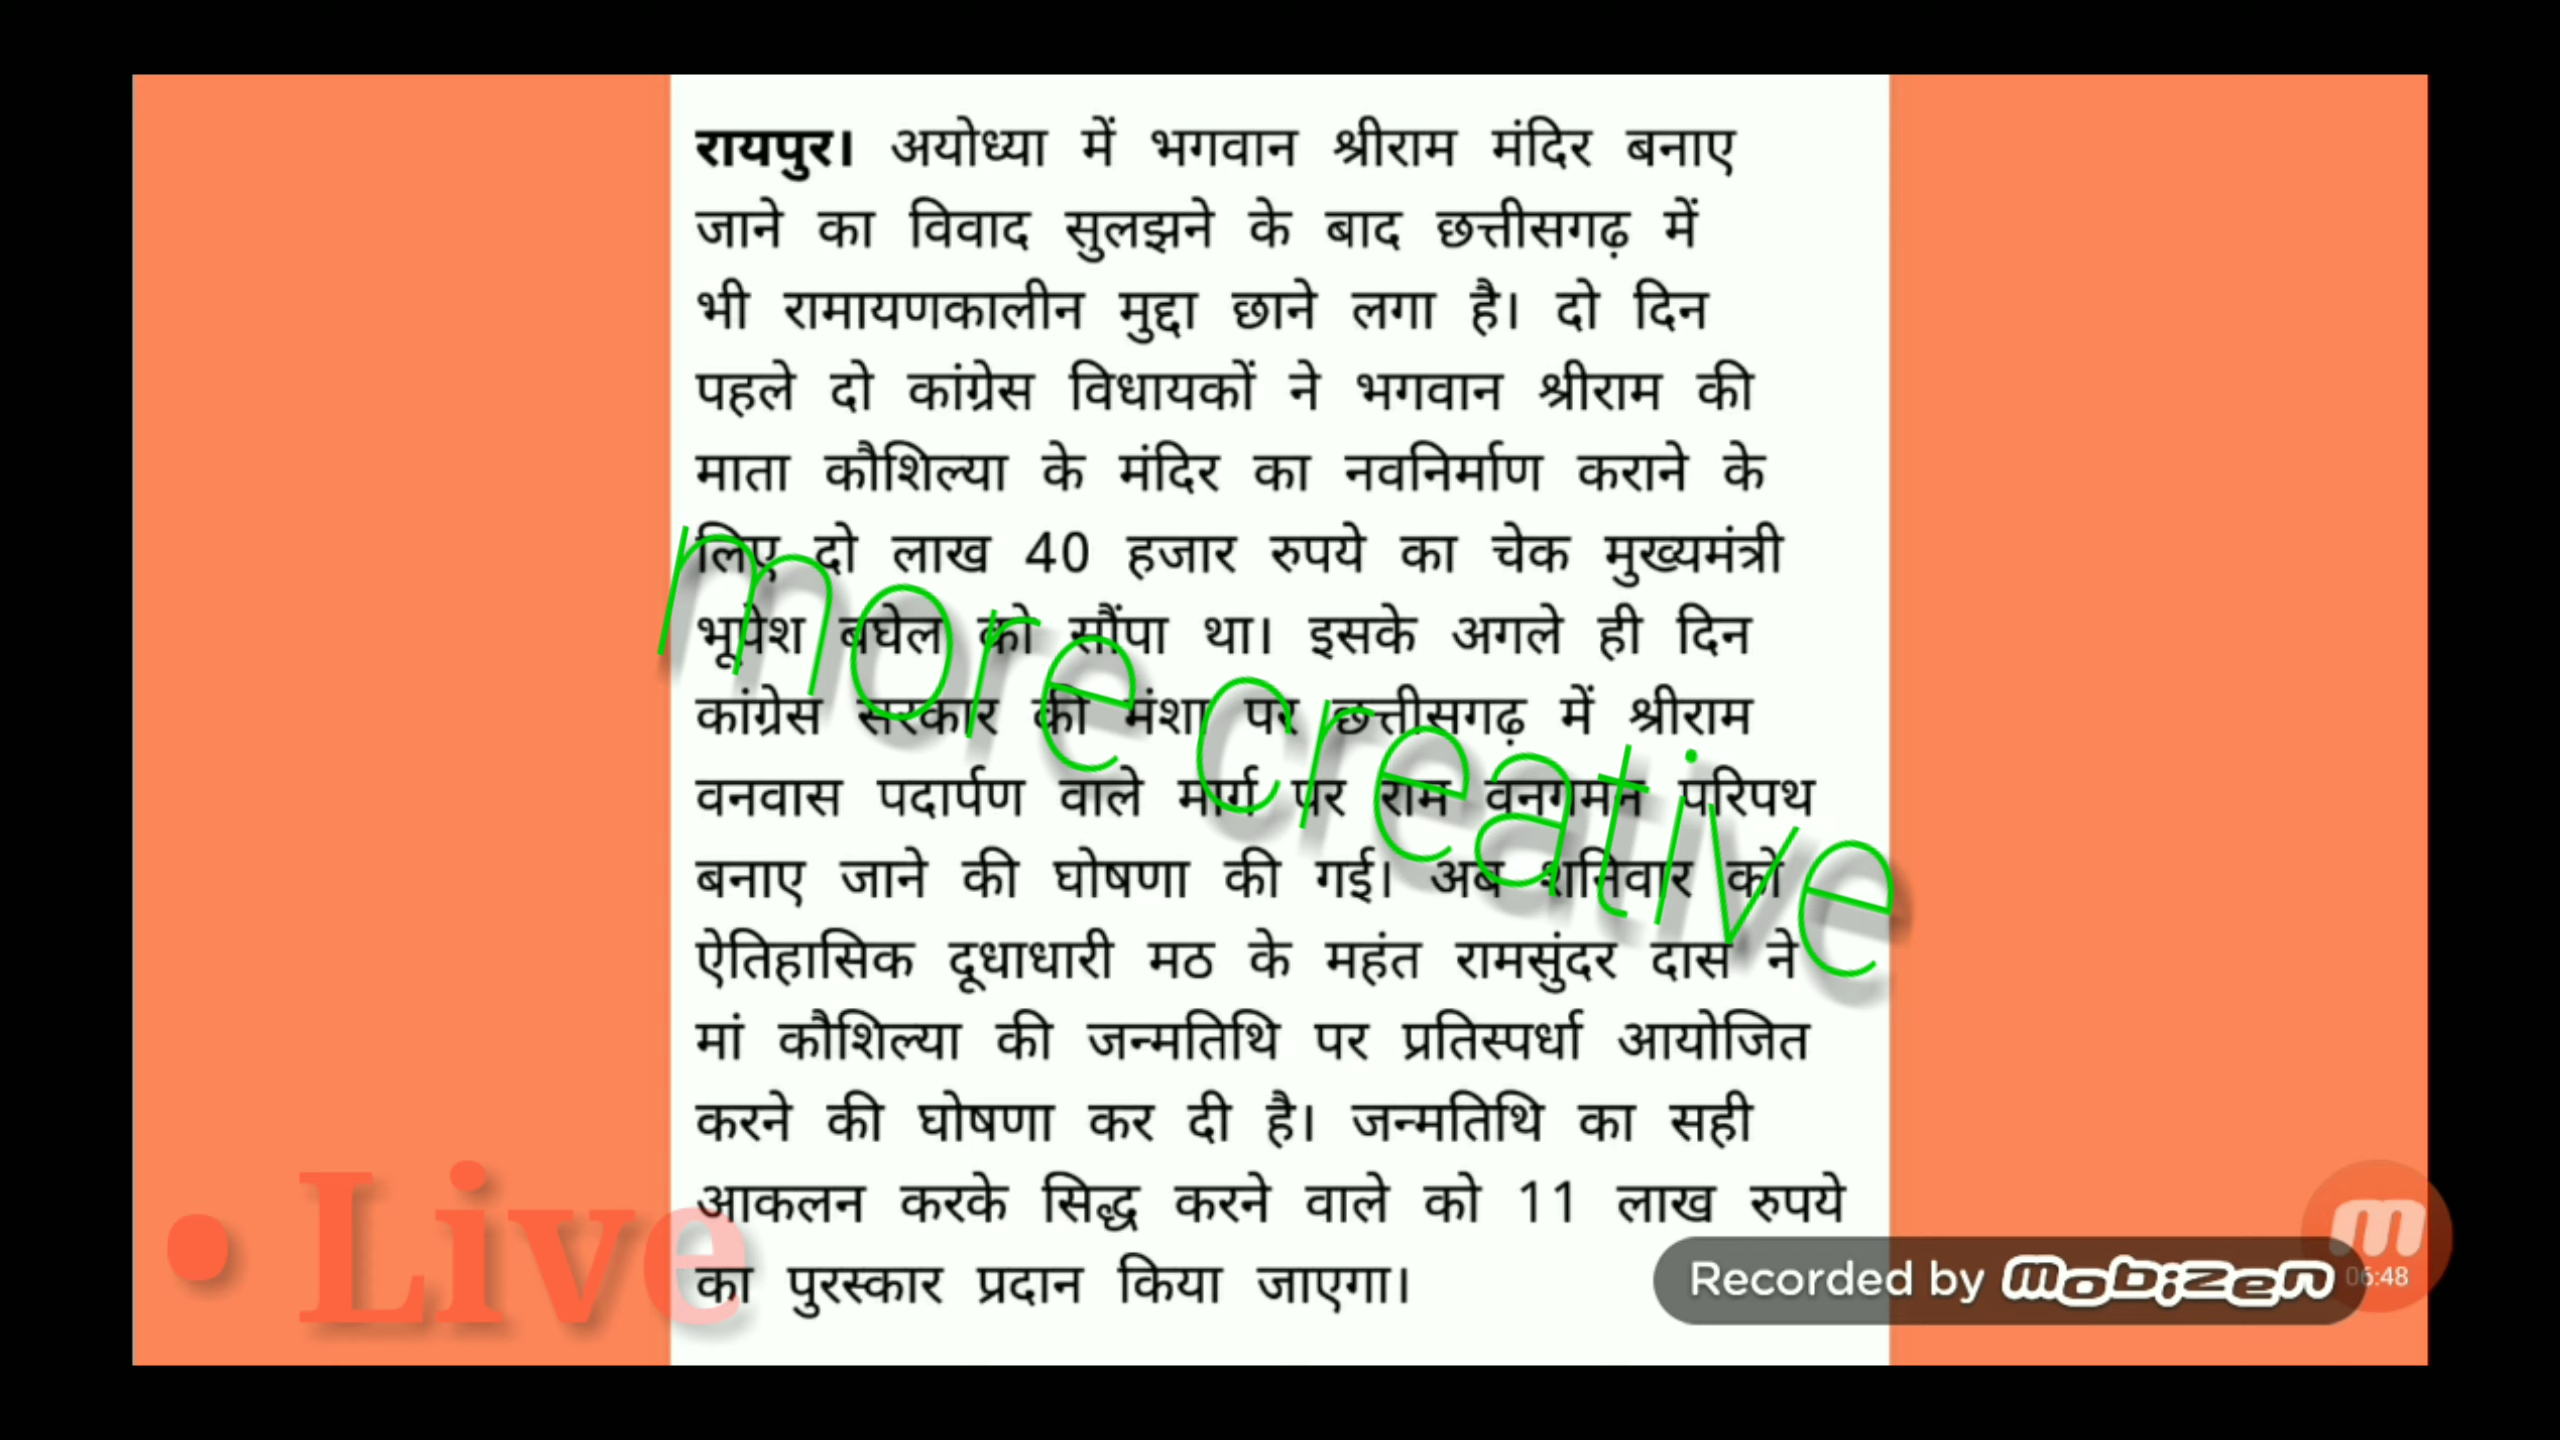 रायपुर। अयोध्या में भगवान श्रीराम मंदिर बनाए
जाने का विवाद सुलझने के बाद छत्तीसगढ़ में
भी रामायणकालीन मुद्दा छाने लगा है। दो दिन
पहले दो कांग्रेस विधायकों ने भगवान श्रीराम की
माता कौशिल्या के मंदिर का नवनिर्माण कराने के
लिए दो लाख 40 हजार रुपये का चेक मुख्यमंत्री
भूपेश बघेल को सौंपा था। इसके अगले ही दिन
कांग्रेस सरकार की मंशा पर छत्तीसगढ़ में श्रीराम
वनवास पदार्पण वाले मार्ग पर राम वनगमन परिपथ
बनाए जाने की घोषणा की गई। अब शनिवार को
ऐतिहासिक दूधाधारी मठ के महंत रामसुंदर दास ने
मां कौशिल्या की जन्मतिथि पर प्रतिस्पर्धा आयोजित
करने की घोषणा कर दी है। जन्मतिथि का सही
आकलन करके सिद्ध करने वाले को 11 लाख रुपये
का पुरस्कार प्रदान किया जाएगा।
more creative
• Live
Recorded by mobizen
06:48